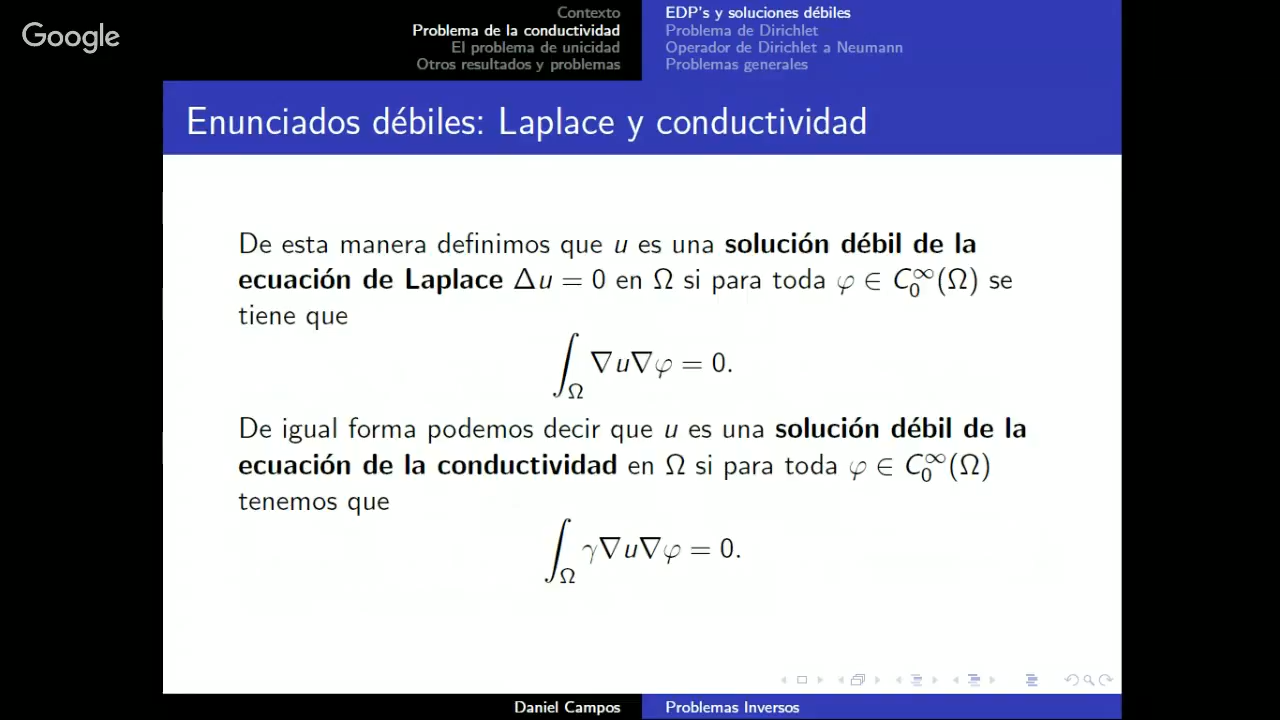 Google
Contexto
Problema de la conductividad
El problema de unicidad
Otros resultados y problemas
EDP's y soluciones débiles
Problema de Dirichlet
Operador de Dirichlet a Neumann
Problemas generales
Enunciados débiles: Laplace y conductividad
De esta manera definimos que u es una solución débil de la
ecuación de Laplace Δu = 0 en Ω si para toda φ ∈ C₀^∞(Ω) se
tiene que
∫_Ω ∇u∇φ = 0.
De igual forma podemos decir que u es una solución débil de la
ecuación de la conductividad en Ω si para toda φ ∈ C₀^∞(Ω)
tenemos que
∫_Ω γ∇u∇φ = 0.
Daniel Campos
Problemas Inversos